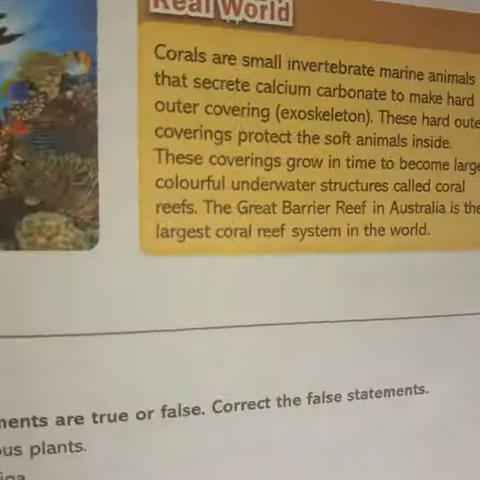 Real World
Corals are small invertebrate marine animals
that secrete calcium carbonate to make hard
outer covering (exoskeleton). These hard oute
coverings protect the soft animals inside.
These coverings grow in time to become large
colourful underwater structures called coral
reefs. The Great Barrier Reef in Australia is the
largest coral reef system in the world.
ments are true or false. Correct the false statements.
ous plants.